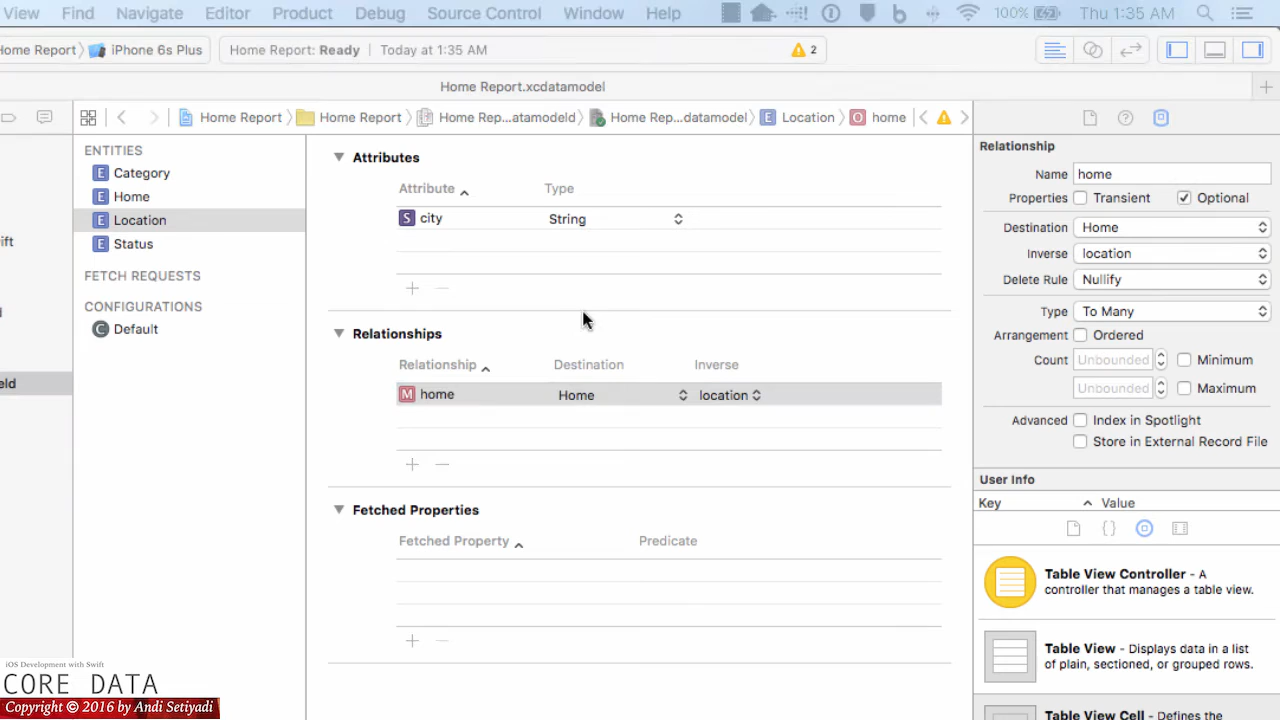 View Find Navigate Editor Product Debug Source Control Window Help 100% Thu 1:35 AM
Home Report iPhone 6s Plus Home Report: Ready Today at 1:35 AM 2
Home Report.xcdatamodel
Home Report Home Report Home Rep...atamodeld Home Rep...datamodel E Location O home
ENTITIES
E Category
E Home
E Location
E Status
FETCH REQUESTS
CONFIGURATIONS
C Default
ift
d
eld
Attributes
Attribute Type
S city String
Relationships
Relationship Destination Inverse
M home Home location
Fetched Properties
Fetched Property Predicate
Relationship
Name home
Properties Transient Optional
Destination Home
Inverse location
Delete Rule Nullify
Type To Many
Arrangement Ordered
Count Unbounded Minimum
Unbounded Maximum
Advanced Index in Spotlight
Store in External Record File
User Info
Key Value
{}
Table View Controller - A
controller that manages a table view.
Table View - Displays data in a list
of plain, sectioned, or grouped rows.
Table View Cell - Defines the
iOS Development with Swift
CORE DATA
Copyright © 2016 by Andi Setiyadi